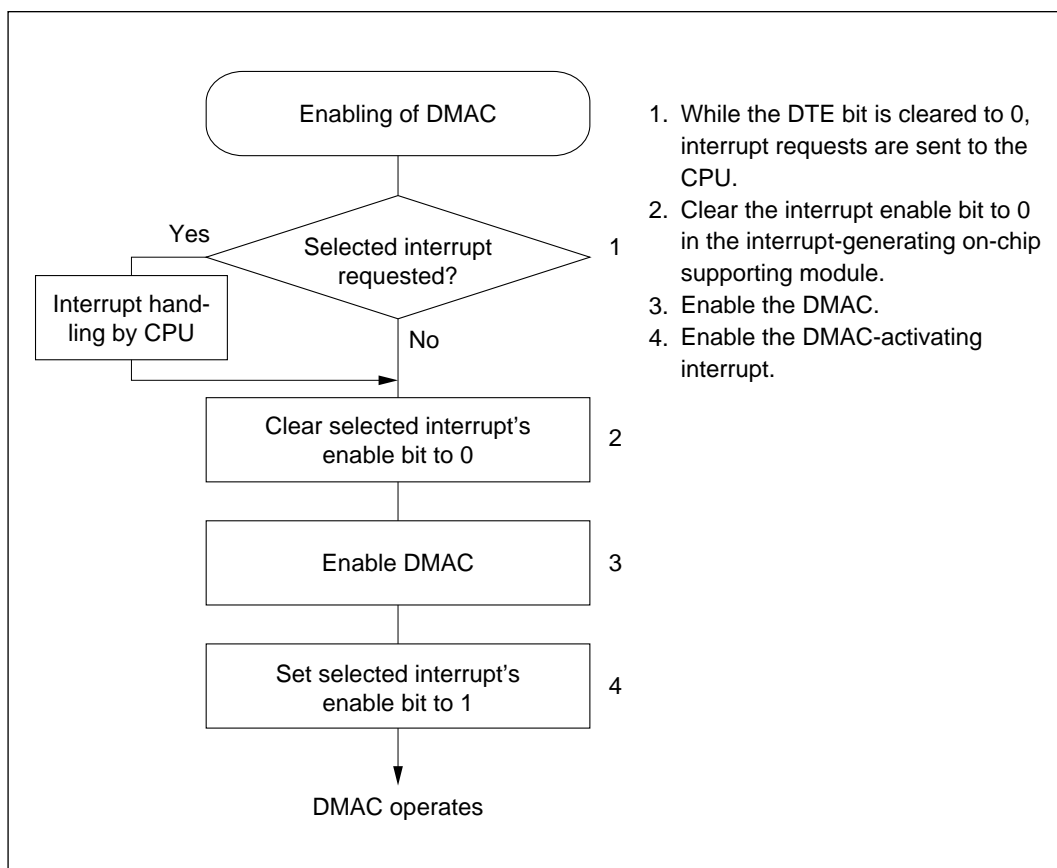 Enabling of DMAC
Yes
Selected interrupt
requested?
1
Interrupt hand-
ling by CPU
No
Clear selected interrupt’s
enable bit to 0
2
Enable DMAC
3
Set selected interrupt’s
enable bit to 1
4
DMAC operates
1. While the DTE bit is cleared to 0,
interrupt requests are sent to the
CPU.
2. Clear the interrupt enable bit to 0
in the interrupt-generating on-chip
supporting module.
3. Enable the DMAC.
4. Enable the DMAC-activating
interrupt.